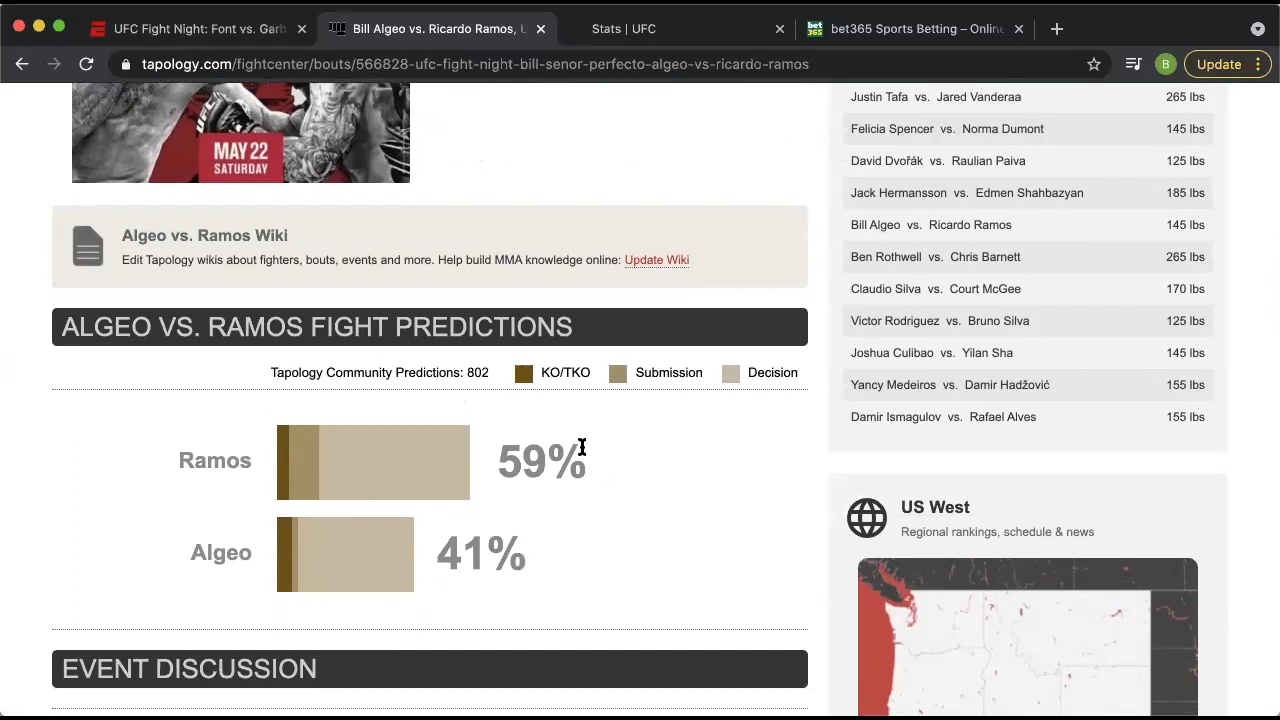 UFC Fight Night: Font vs. Garb
Bill Algeo vs. Ricardo Ramos, U
Stats | UFC
bet365
bet365 Sports Betting – Online
tapology.com/fightcenter/bouts/566828-ufc-fight-night-bill-senor-perfecto-algeo-vs-ricardo-ramos
B
Update
UFC
MAY 22
SATURDAY
Algeo vs. Ramos Wiki
Edit Tapology wikis about fighters, bouts, events and more. Help build MMA knowledge online: Update Wiki
ALGEO VS. RAMOS FIGHT PREDICTIONS
Tapology Community Predictions: 802 KO/TKO Submission Decision
Ramos 59%
Algeo 41%
EVENT DISCUSSION
Justin Tafa vs. Jared Vanderaa 265 lbs
Felicia Spencer vs. Norma Dumont 145 lbs
David Dvořák vs. Raulian Paiva 125 lbs
Jack Hermansson vs. Edmen Shahbazyan 185 lbs
Bill Algeo vs. Ricardo Ramos 145 lbs
Ben Rothwell vs. Chris Barnett 265 lbs
Claudio Silva vs. Court McGee 170 lbs
Victor Rodriguez vs. Bruno Silva 125 lbs
Joshua Culibao vs. Yilan Sha 145 lbs
Yancy Medeiros vs. Damir Hadžović 155 lbs
Damir Ismagulov vs. Rafael Alves 155 lbs
US West
Regional rankings, schedule & news